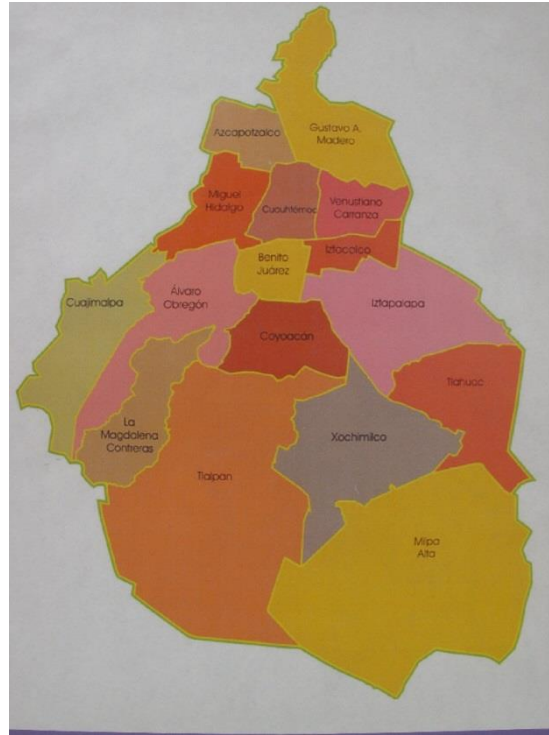 Azcapotzalco
Gustavo A.
Madero
Miguel
Hidalgo
Cuauhtémoc
Venustiano
Carranza
Iztacalco
Benito
Juárez
Cuajimalpa
Álvaro
Obregón
Iztapalapa
Coyoacán
Tlahuac
La
Magdalena
Contreras
Xochimilco
Tlalpan
Milpa
Alta